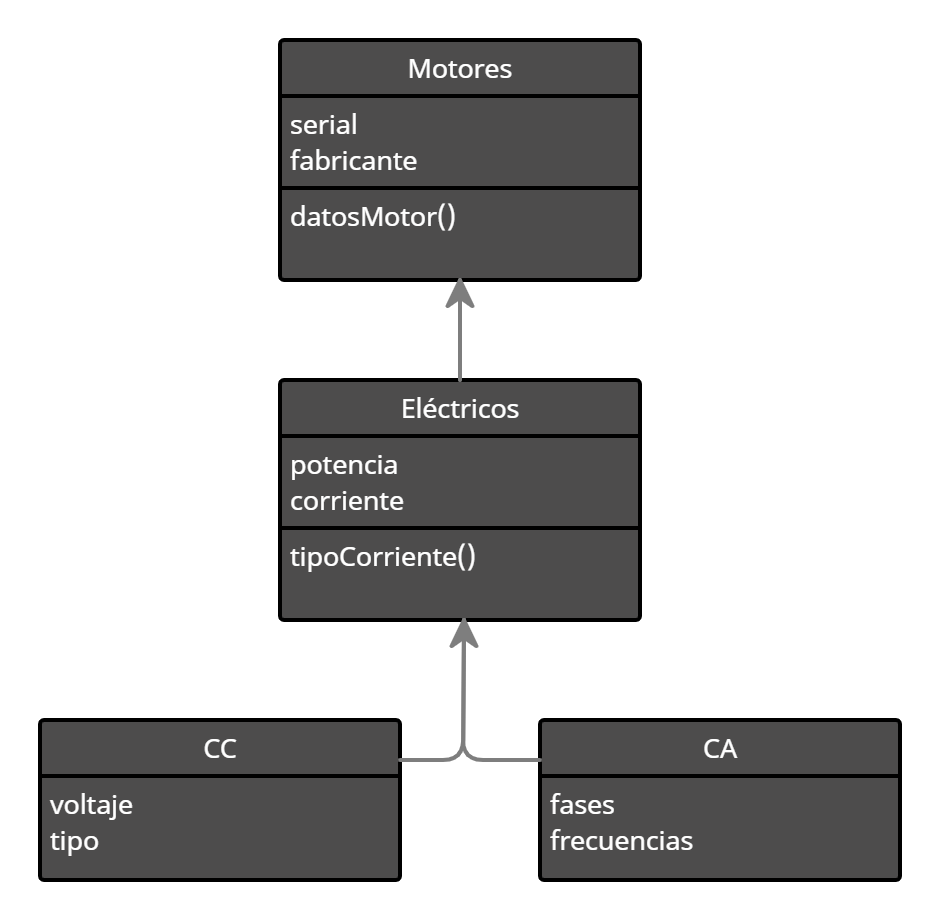 Motores
serial
fabricante
datosMotor()
Eléctricos
potencia
corriente
tipoCorriente()
CC
voltaje
tipo
CA
fases
frecuencias